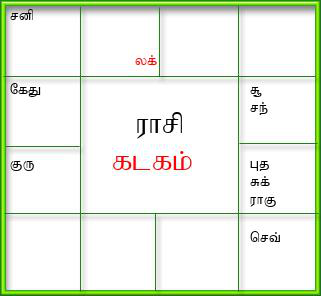 சனி
லக்
கேது
சூ
சந்
ராசி
கடகம்
குரு
புத
சுக்
ராகு
செவ்